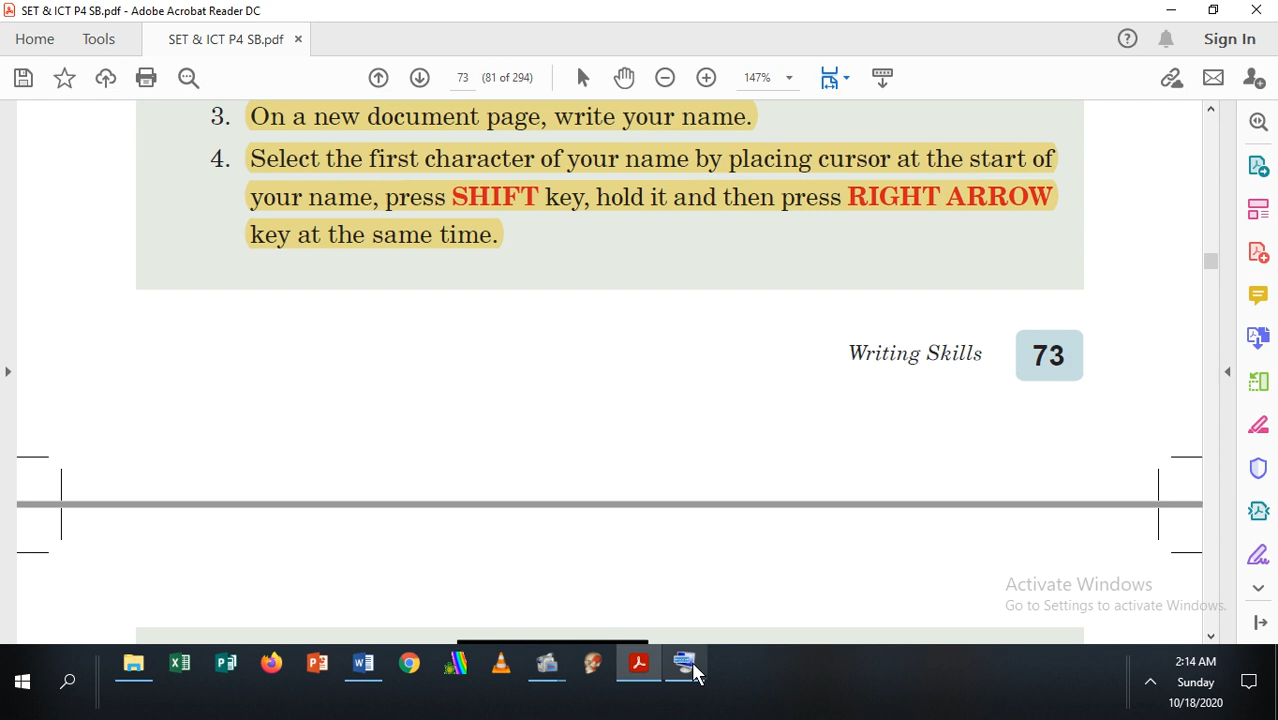 SET & ICT P4 SB.pdf - Adobe Acrobat Reader DC
Home Tools SET & ICT P4 SB.pdf × Sign In
73 (81 of 294) 147%
3. On a new document page, write your name.
4. Select the first character of your name by placing cursor at the start of
your name, press SHIFT key, hold it and then press RIGHT ARROW
key at the same time.
Writing Skills 73
Activate Windows
Go to Settings to activate Windows.
2:14 AM
Sunday
10/18/2020